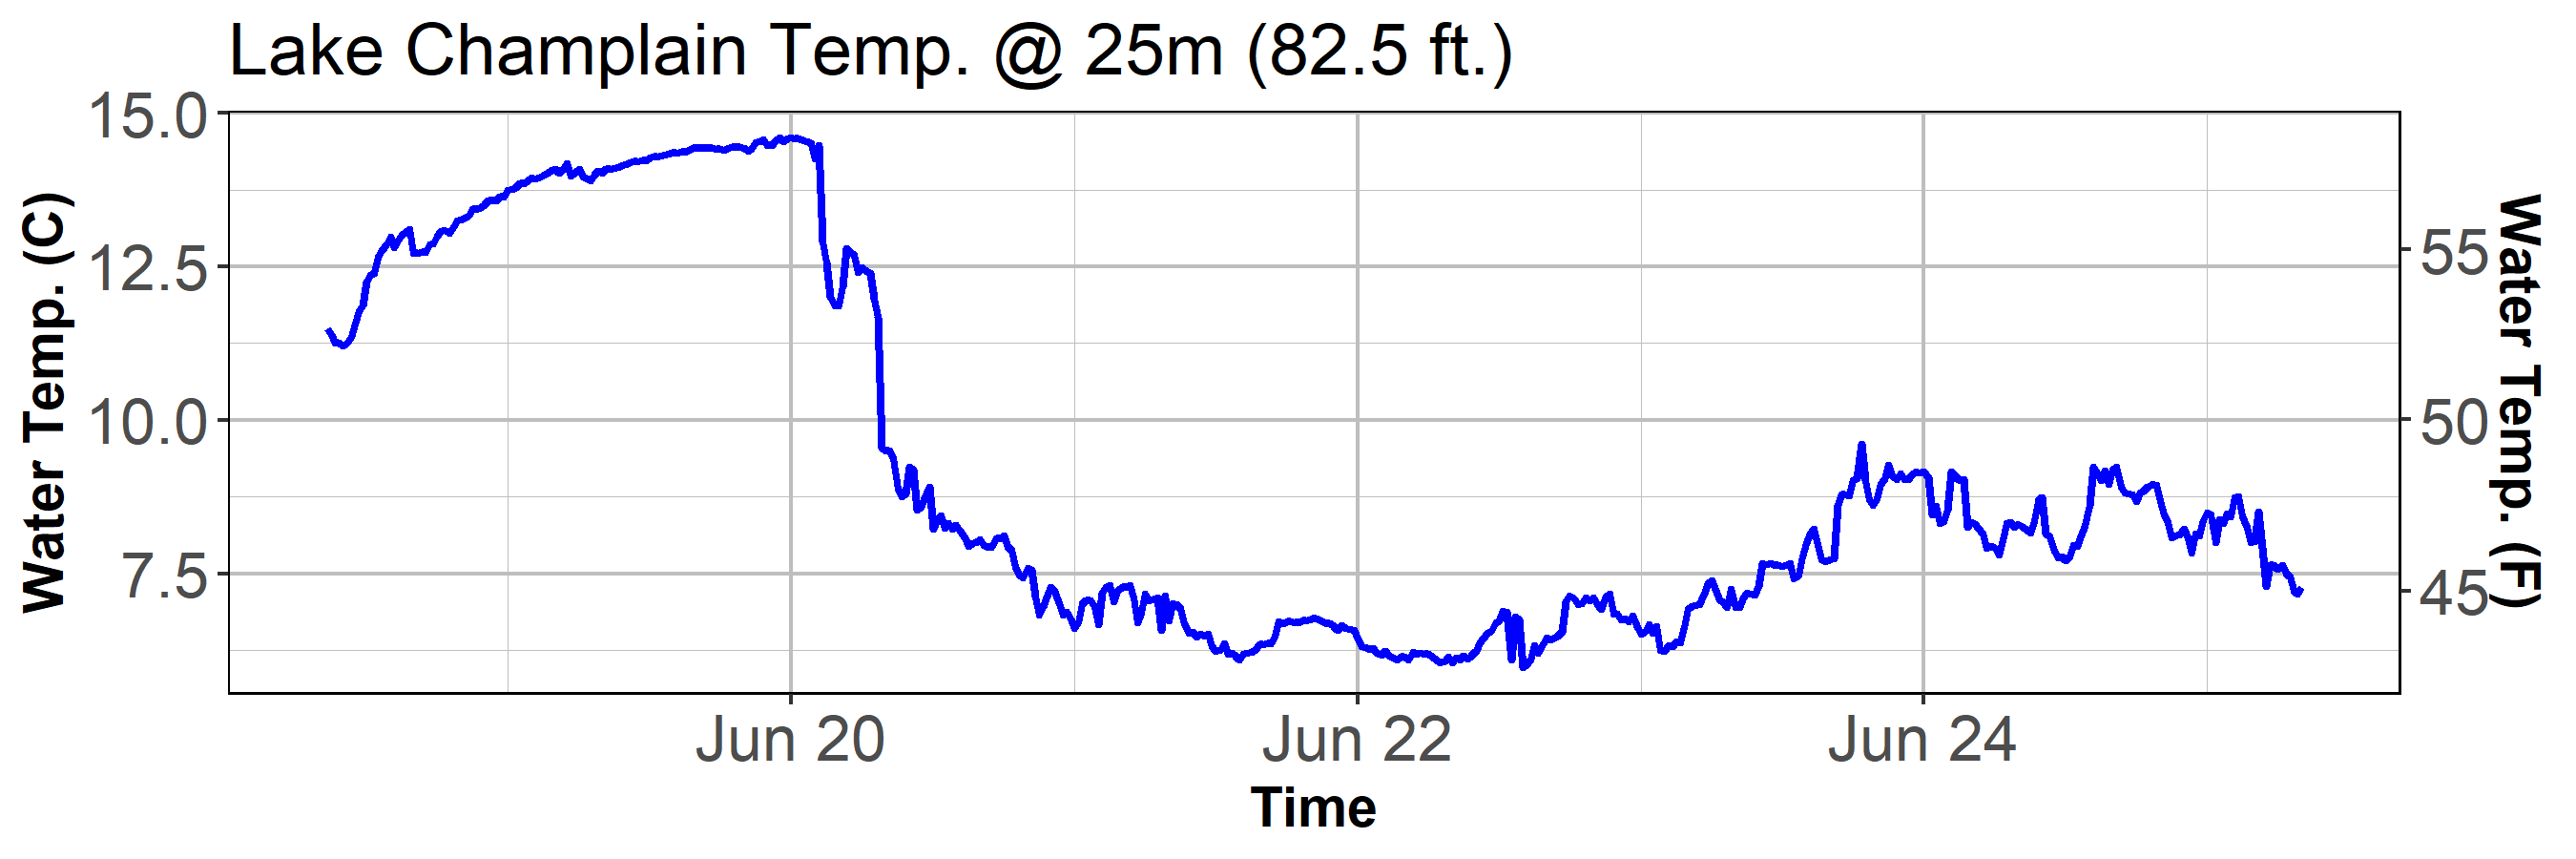 Lake Champlain Temp. @ 25m (82.5 ft.)
Water Temp. (C)
15.0
12.5
10.0
7.5
55
50
45
Water Temp. (F)
Jun 20
Jun 22
Jun 24
Time